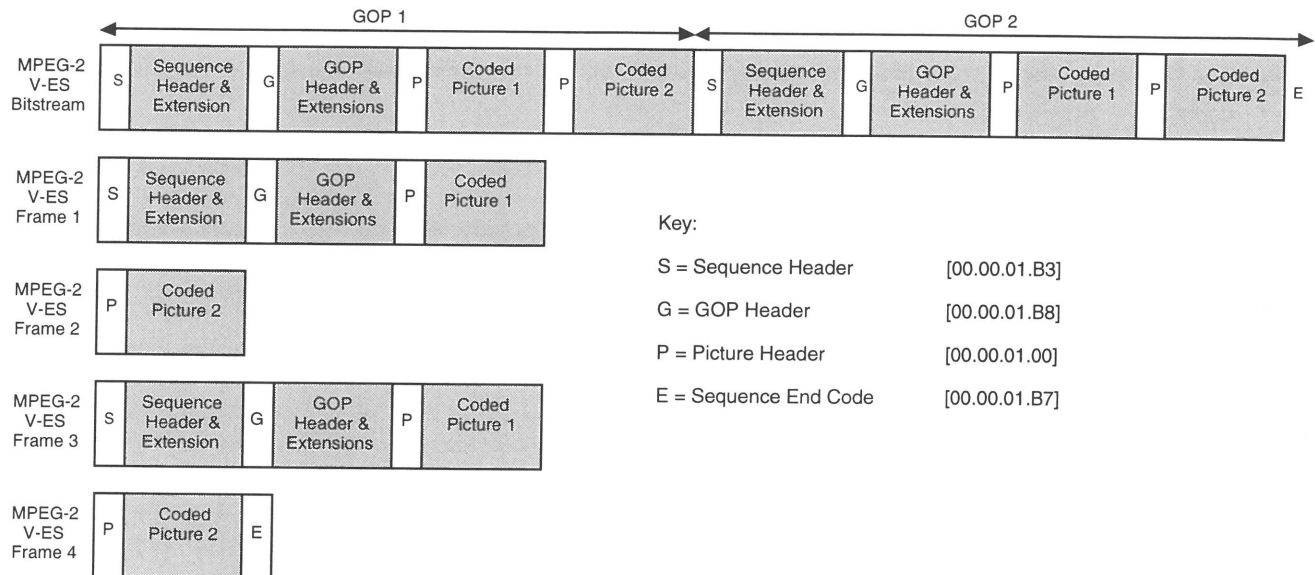 GOP 1
GOP 2
MPEG-2
V-ES
Bitstream
S
Sequence
Header &
Extension
G
GOP
Header &
Extensions
P
Coded
Picture 1
P
Coded
Picture 2
S
Sequence
Header &
Extension
G
GOP
Header &
Extensions
P
Coded
Picture 1
P
Coded
Picture 2
E
MPEG-2
V-ES
Frame 1
S
Sequence
Header &
Extension
G
GOP
Header &
Extensions
P
Coded
Picture 1
MPEG-2
V-ES
Frame 2
P
Coded
Picture 2
MPEG-2
V-ES
Frame 3
S
Sequence
Header &
Extension
G
GOP
Header &
Extensions
P
Coded
Picture 1
MPEG-2
V-ES
Frame 4
P
Coded
Picture 2
E
Key:
S = Sequence Header [00.00.01.B3]
G = GOP Header [00.00.01.B8]
P = Picture Header [00.00.01.00]
E = Sequence End Code [00.00.01.B7]